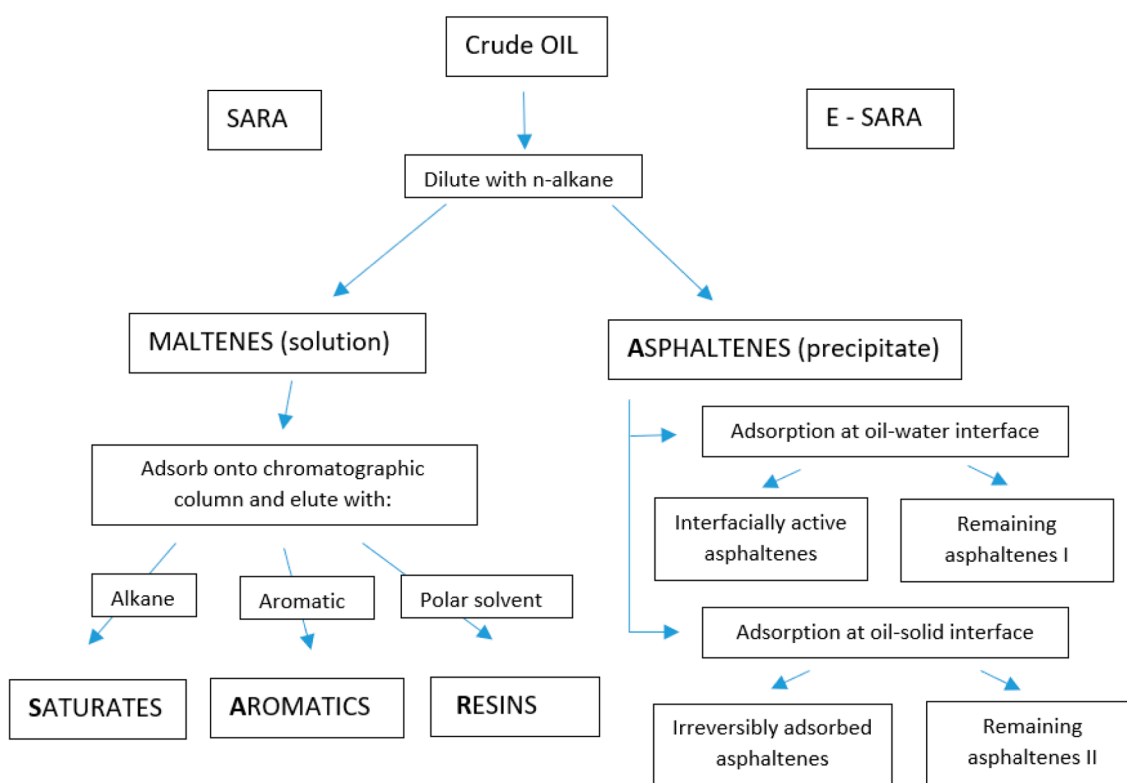 Crude OIL
SARA
E - SARA
Dilute with n-alkane
MALTENES (solution)
ASPHALTENES (precipitate)
Adsorb onto chromatographic
column and elute with:
Alkane
Aromatic
Polar solvent
SATURATES
AROMATICS
RESINS
Adsorption at oil-water interface
Interfacially active
asphaltenes
Remaining
asphaltenes I
Adsorption at oil-solid interface
Irreversibly adsorbed
asphaltenes
Remaining
asphaltenes II